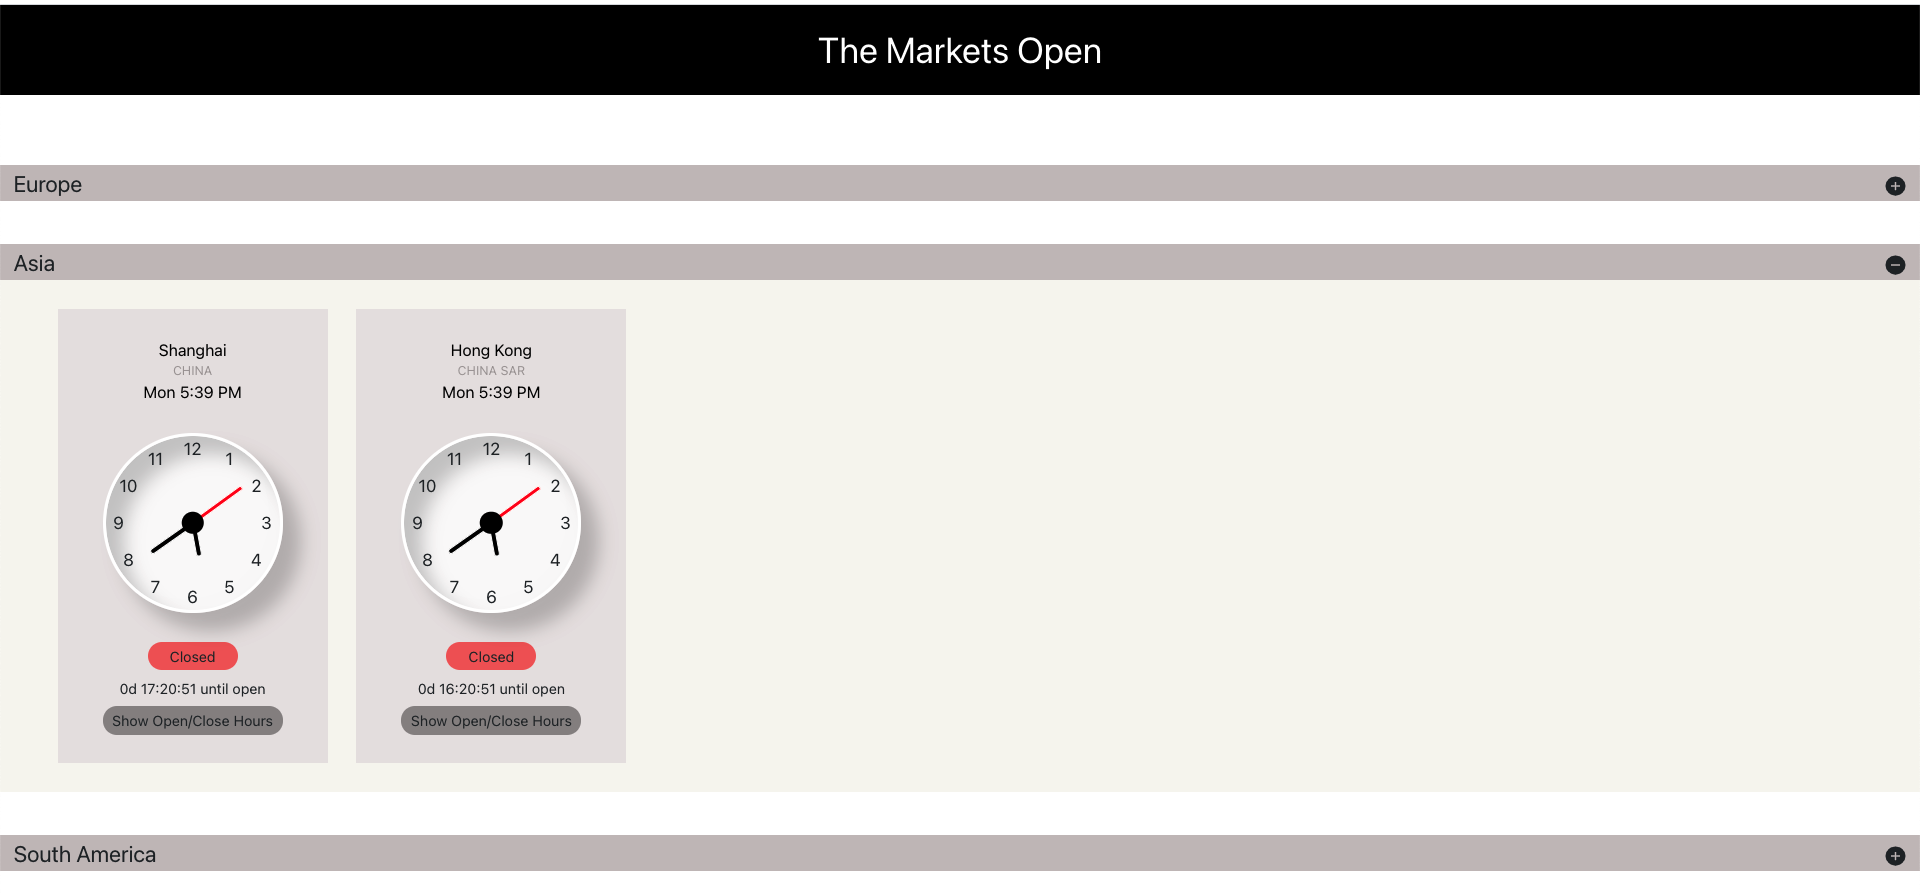 The Markets Open
Europe
Asia
Shanghai
CHINA
Mon 5:39 PM
12
11 1
10 2
9 3
8 4
7 5
6
Closed
0d 17:20:51 until open
Show Open/Close Hours
Hong Kong
CHINA SAR
Mon 5:39 PM
12
11 1
10 2
9 3
8 4
7 5
6
Closed
0d 16:20:51 until open
Show Open/Close Hours
South America